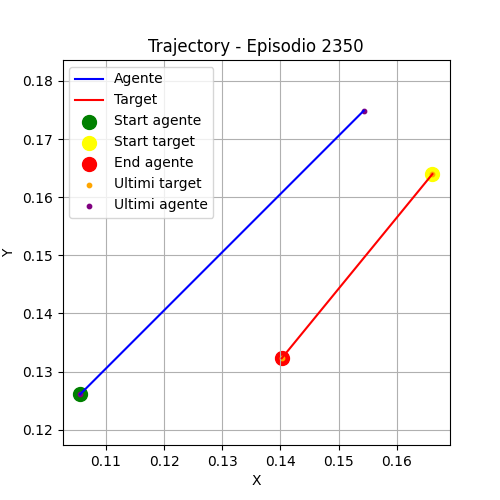 Trajectory - Episodio 2350
Agente
Target
Start agente
Start target
End agente
Ultimi target
Ultimi agente
0.18
0.17
0.16
0.15
0.14
0.13
0.12
Y
0.11
0.12
0.13
0.14
0.15
0.16
X